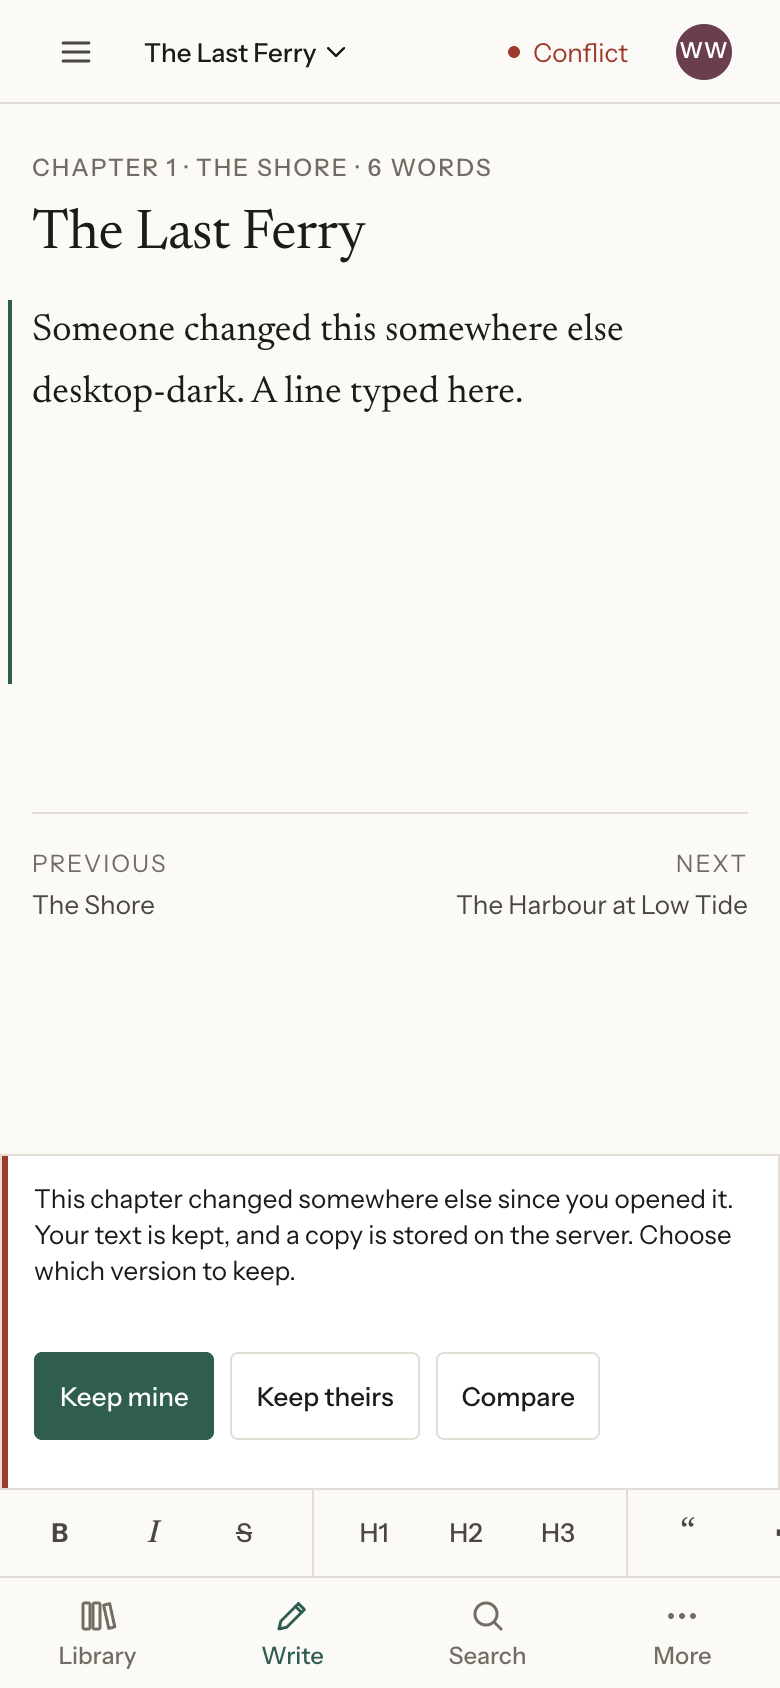 The Last Ferry
Conflict
WW
CHAPTER 1 · THE SHORE · 6 WORDS
The Last Ferry
Someone changed this somewhere else
desktop-dark. A line typed here.
PREVIOUS
NEXT
The Shore
The Harbour at Low Tide
This chapter changed somewhere else since you opened it.
Your text is kept, and a copy is stored on the server. Choose
which version to keep.
Keep mine
Keep theirs
Compare
B I S H1 H2 H3 “
Library
Write
Search
More